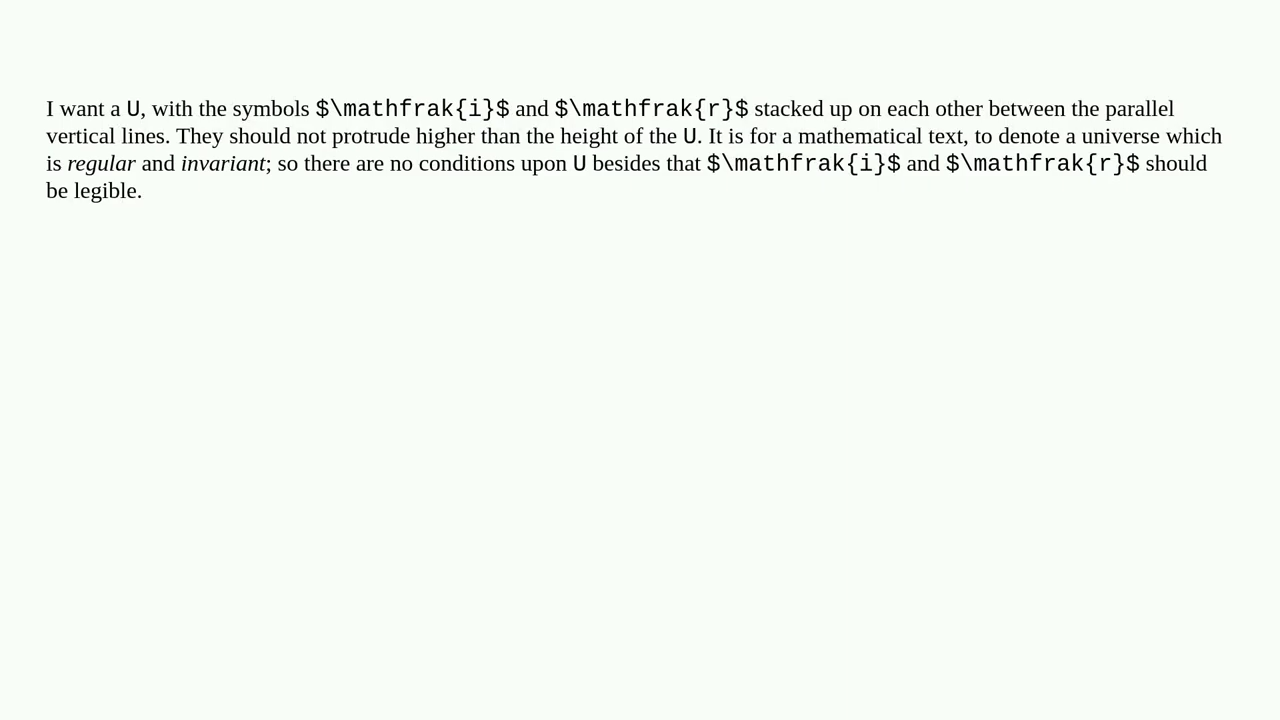 I want a U, with the symbols $\mathfrak{i}$ and $\mathfrak{r}$ stacked up on each other between the parallel
vertical lines. They should not protrude higher than the height of the U. It is for a mathematical text, to denote a universe which
is regular and invariant; so there are no conditions upon U besides that $\mathfrak{i}$ and $\mathfrak{r}$ should
be legible.